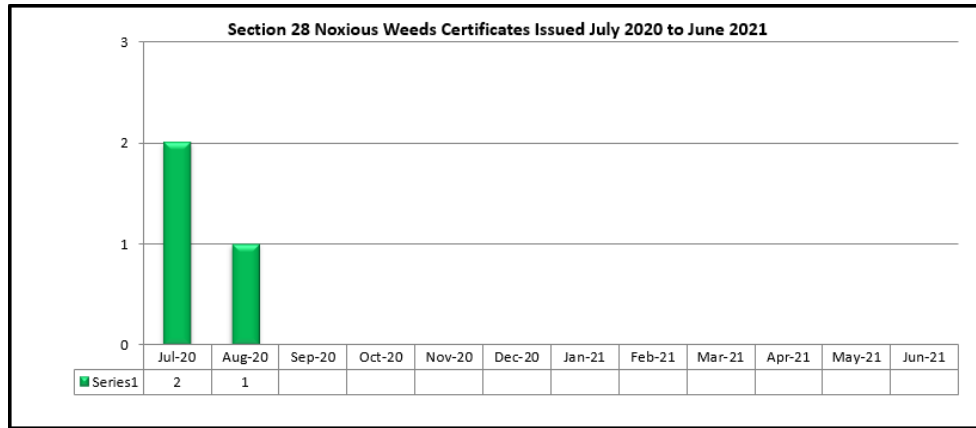 Section 28 Noxious Weeds Certificates Issued July 2020 to June 2021
3
2
1
0
Jul-20 Aug-20 Sep-20 Oct-20 Nov-20 Dec-20 Jan-21 Feb-21 Mar-21 Apr-21 May-21 Jun-21
Series1 2 1